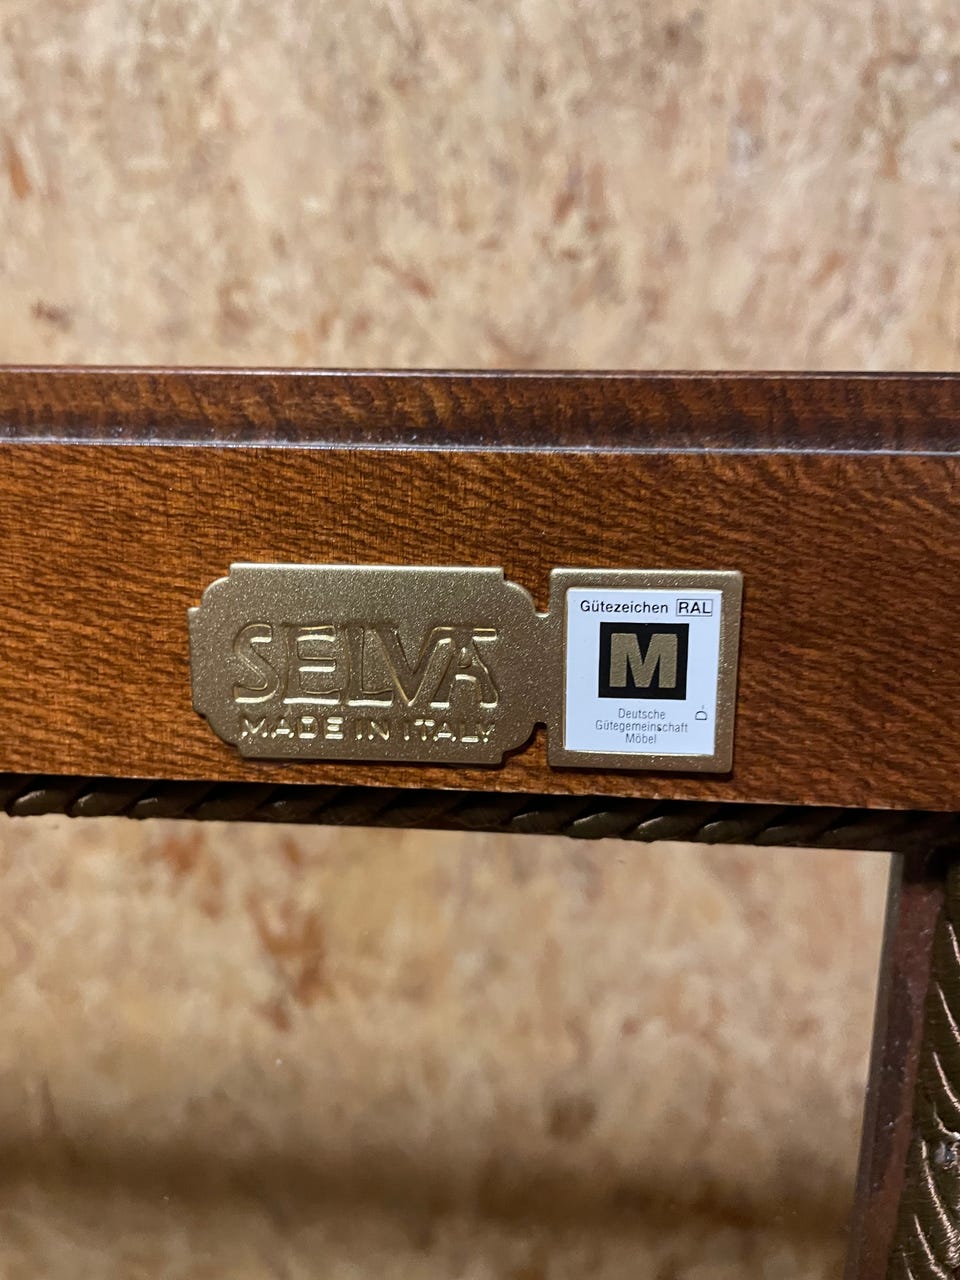 SELVA
MADE IN ITALY
Gütezeichen RAL
M
Deutsche
Gütegemeinschaft
Möbel
D-